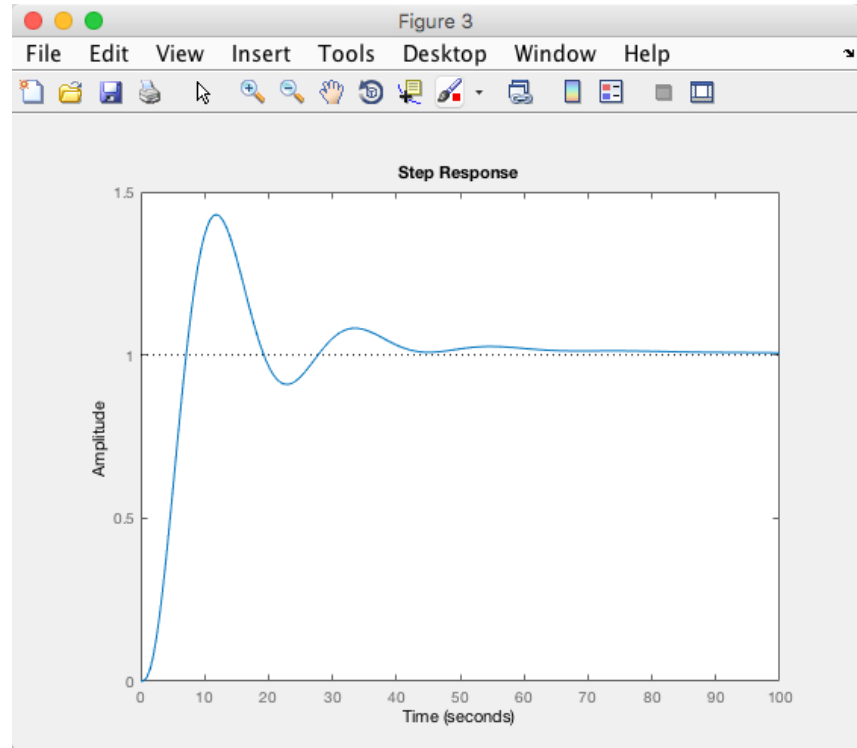 Figure 3
File Edit View Insert Tools Desktop Window Help
Step Response
1.5
1
0.5
0
Amplitude
0 10 20 30 40 50 60 70 80 90 100
Time (seconds)